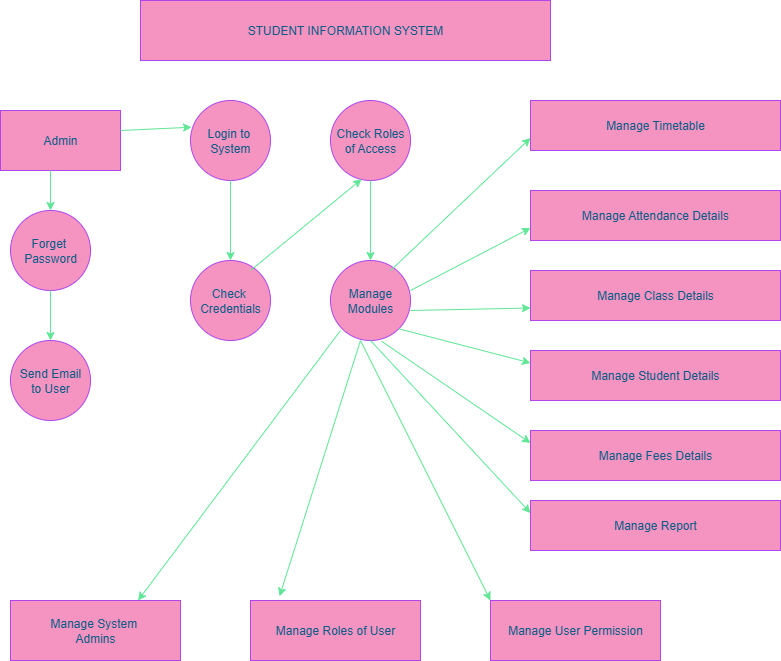 STUDENT INFORMATION SYSTEM
Admin
Login to
System
Check Roles
of Access
Manage Timetable
Manage Attendance Details
Forget
Password
Check
Credentials
Manage
Modules
Manage Class Details
Send Email
to User
Manage Student Details
Manage Fees Details
Manage Report
Manage System
Admins
Manage Roles of User
Manage User Permission